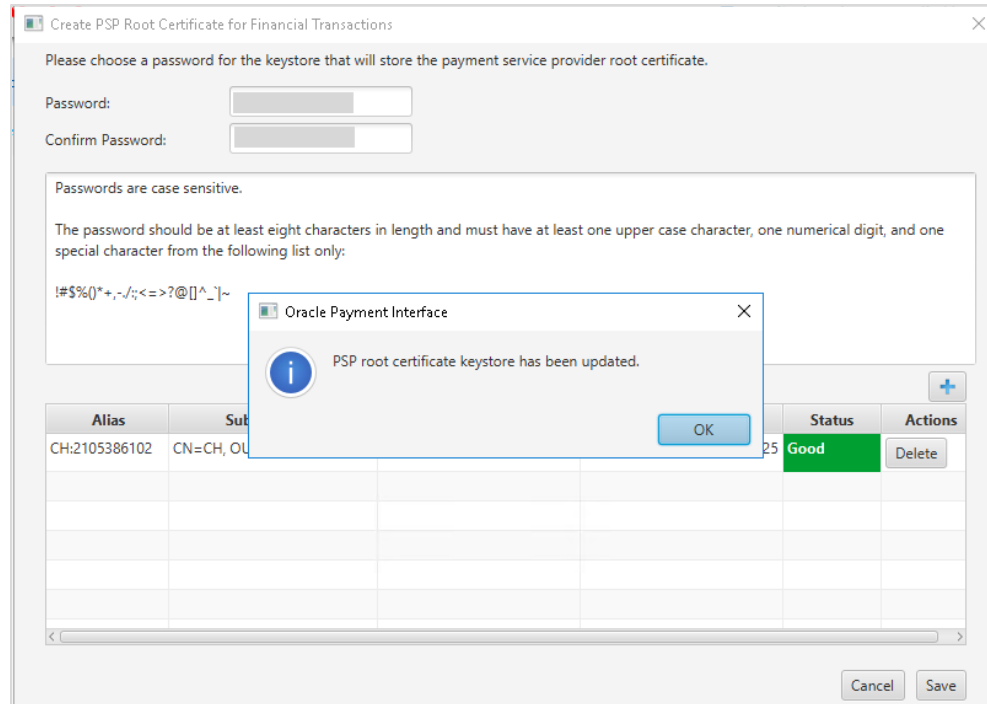 Create PSP Root Certificate for Financial Transactions
Please choose a password for the keystore that will store the payment service provider root certificate.
Password:
Confirm Password:
Passwords are case sensitive.
The password should be at least eight characters in length and must have at least one upper case character, one numerical digit, and one
special character from the following list only:
!#$%()*+,-./:;<=>?@[]^_`|~
Oracle Payment Interface
PSP root certificate keystore has been updated.
OK
Alias Sub Status Actions
CH:2105386102 CN=CH, OU 25 Good Delete
Cancel Save